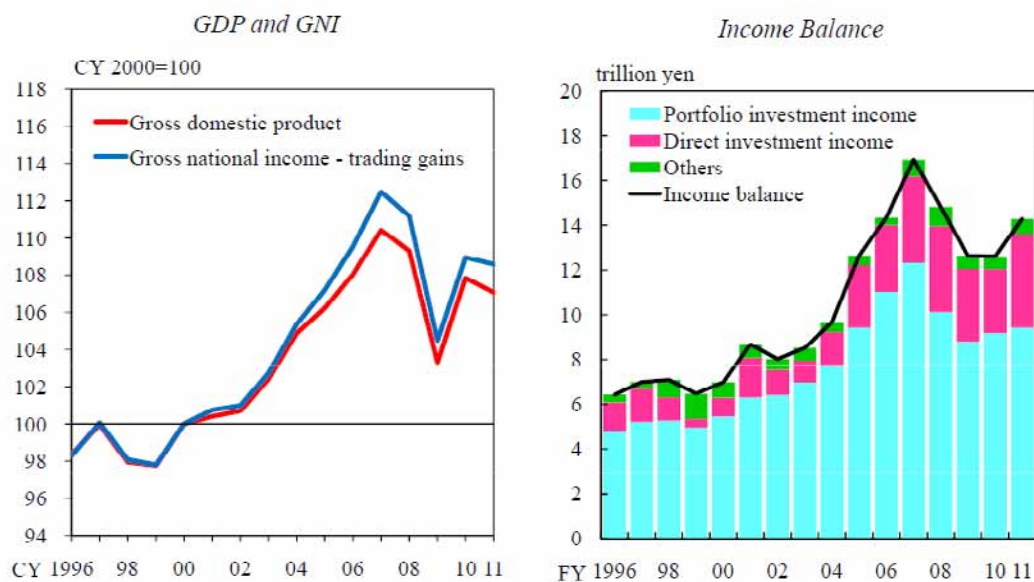 GDP and GNI
CY 2000=100
118
116
114
112
110
108
106
104
102
100
98
96
94
Gross domestic product
Gross national income - trading gains
CY 1996 98 00 02 04 06 08 10 11
Income Balance
trillion yen
20
18
16
14
12
10
8
6
4
2
0
Portfolio investment income
Direct investment income
Others
Income balance
FY 1996 98 00 02 04 06 08 10 11